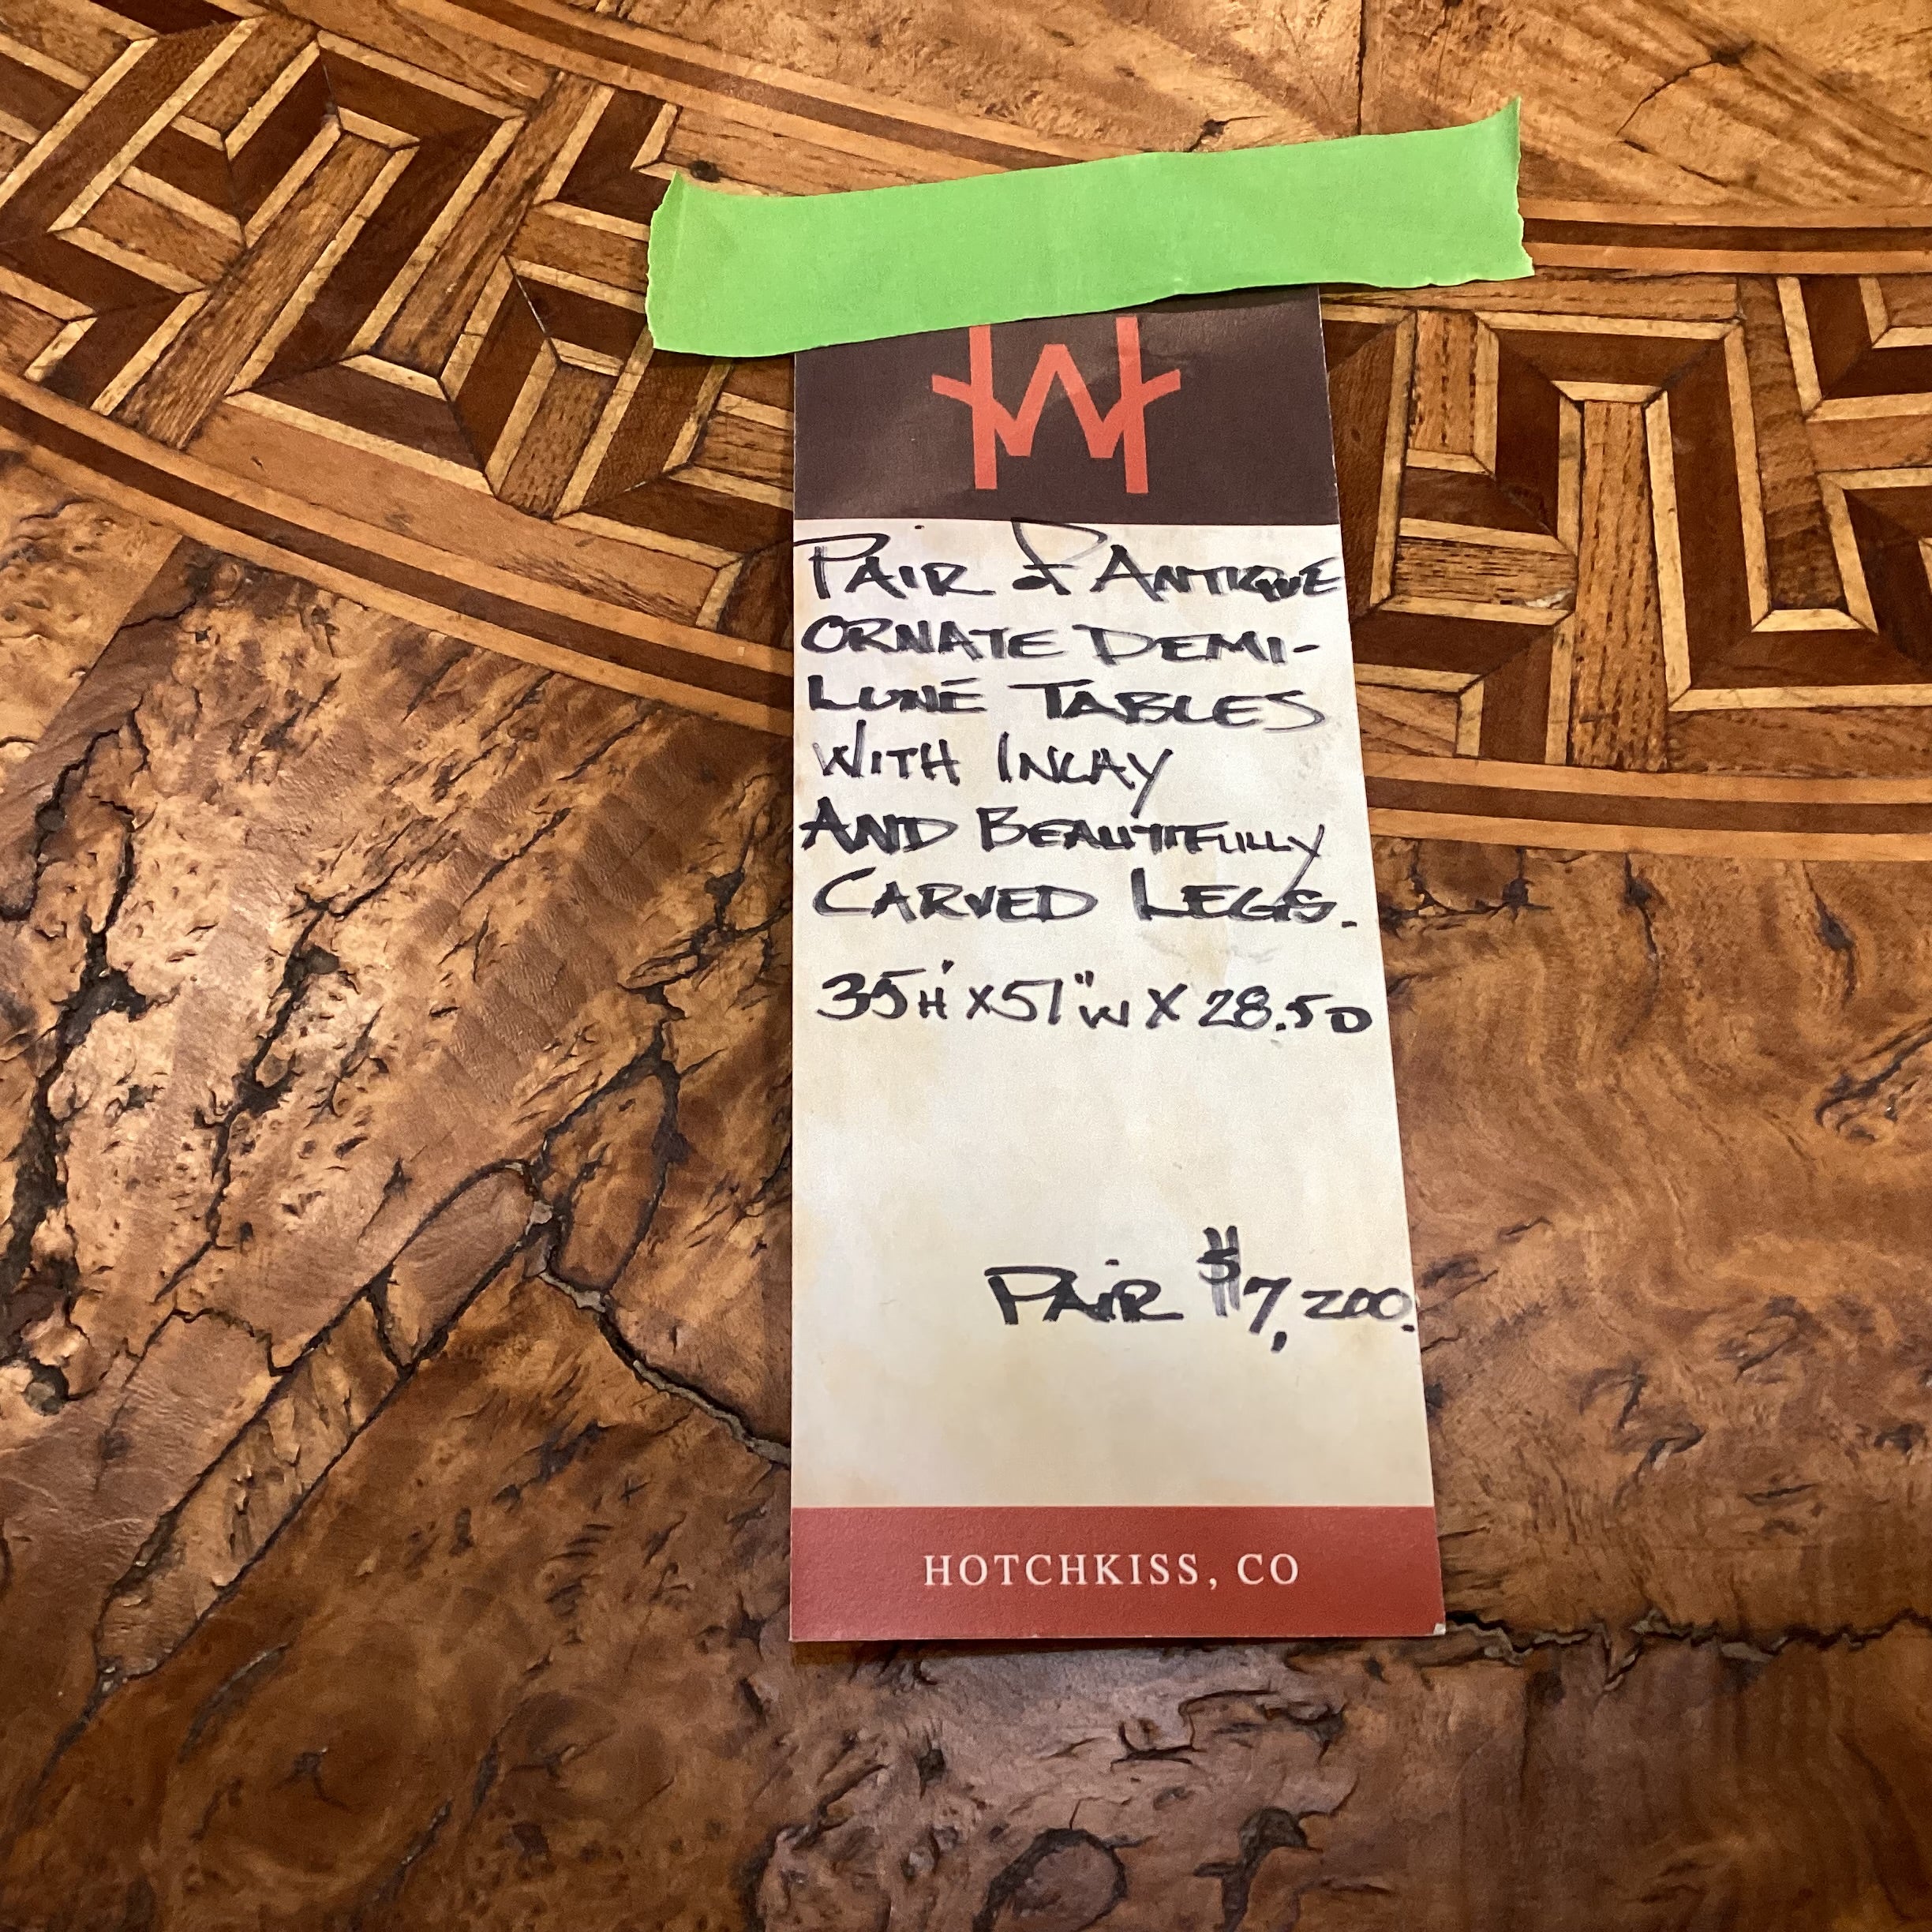 PAIR of ANTIQUE
ORNATE DEMI-
LUNE TABLES
WITH INLAY
AND BEAUTIFULLY
CARVED LEGS.
35"H X 51"W X 28.5D
PAIR $7,200.
HOTCHKISS, CO